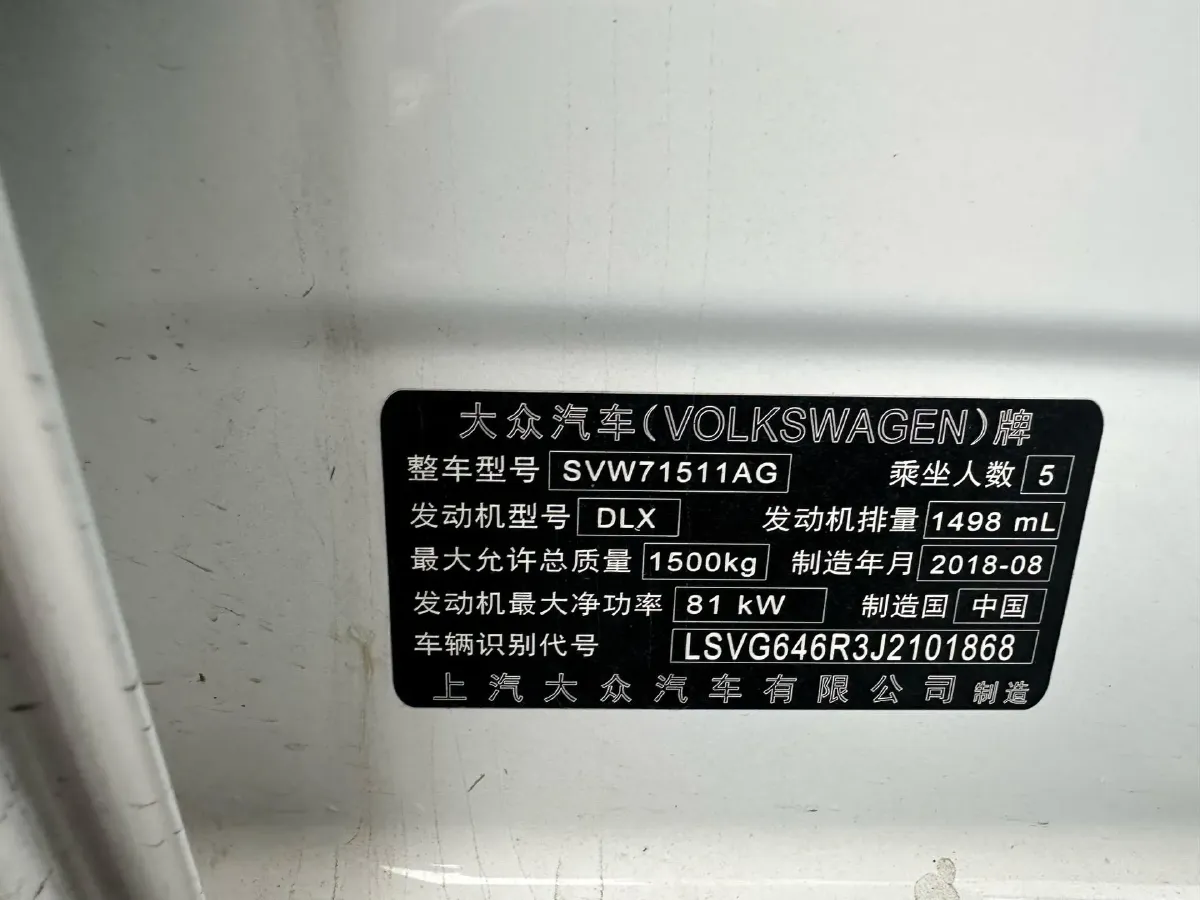 大众汽车(VOLKSWAGEN)牌
整车型号 SVW71511AG 乘坐人数 5
发动机型号 DLX 发动机排量 1498 mL
最大允许总质量 1500kg 制造年月 2018-08
发动机最大净功率 81 kW 制造国 中国
车辆识别代号 LSVG646R3J2101868
上汽大众汽车有限公司 制造